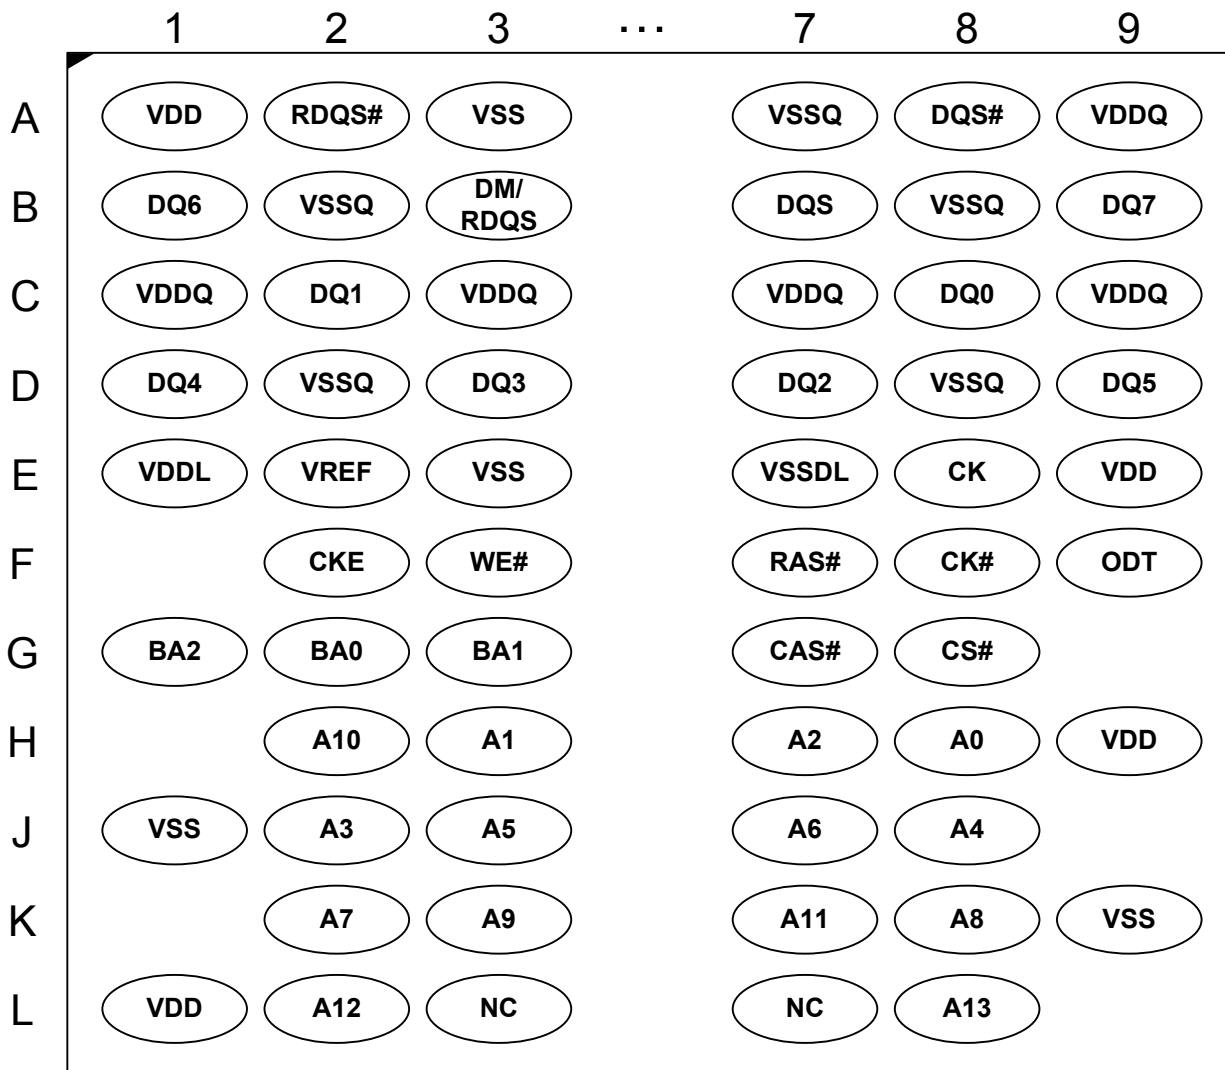 1 2 3 ... 7 8 9
A VDD RDQS# VSS VSSQ DQS# VDDQ
B DQ6 VSSQ DM/
RDQS DQS VSSQ DQ7
C VDDQ DQ1 VDDQ VDDQ DQ0 VDDQ
D DQ4 VSSQ DQ3 DQ2 VSSQ DQ5
E VDDL VREF VSS VSSDL CK VDD
F CKE WE# RAS# CK# ODT
G BA2 BA0 BA1 CAS# CS#
H A10 A1 A2 A0 VDD
J VSS A3 A5 A6 A4
K A7 A9 A11 A8 VSS
L VDD A12 NC NC A13